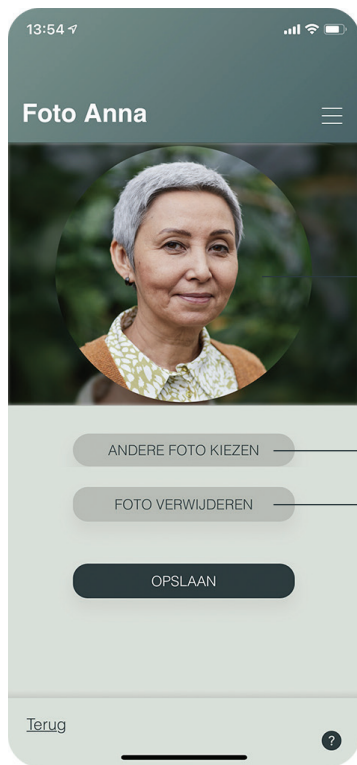 13:54
Foto Anna
ANDERE FOTO KIEZEN
FOTO VERWIJDEREN
OPSLAAN
Terug
?